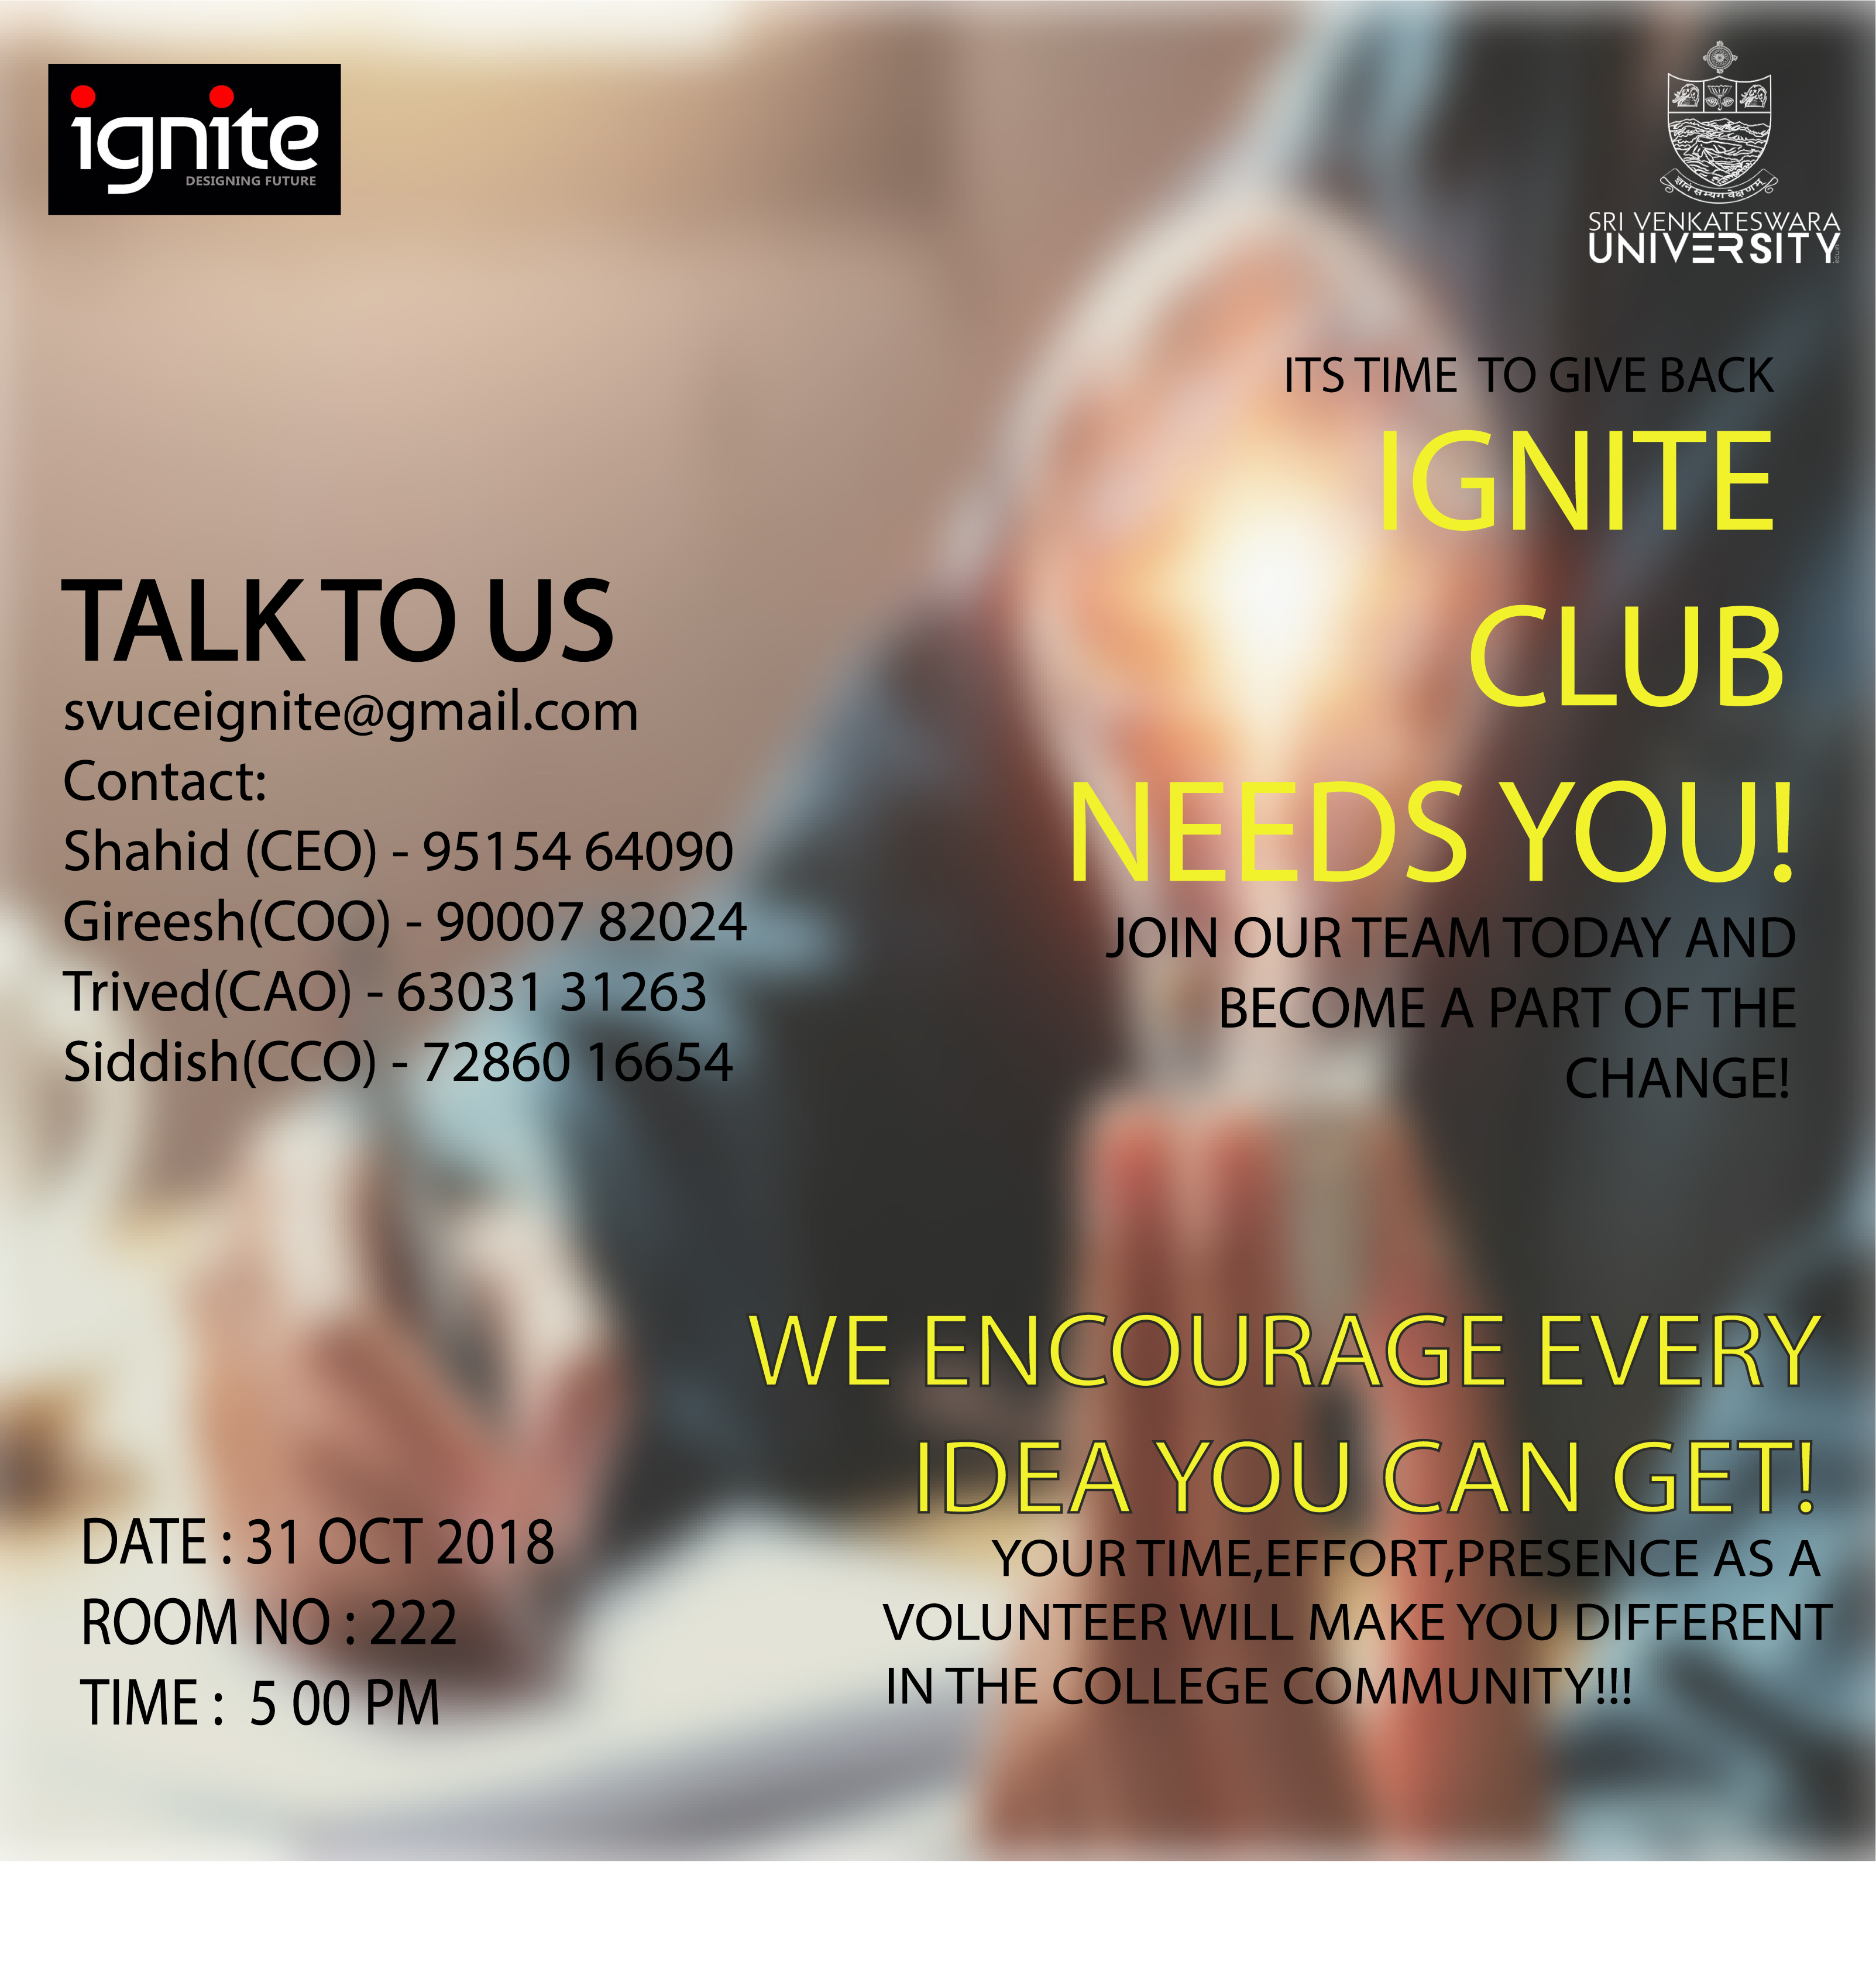 ignite
DESIGNING FUTURE
ज्ञानं सम्यग वेक्षणम्
SRI VENKATESWARA
UNIVERSITY
ITS TIME TO GIVE BACK
IGNITE
CLUB
NEEDS YOU!
JOIN OUR TEAM TODAY AND
BECOME A PART OF THE
CHANGE!
TALK TO US
svuceignite@gmail.com
Contact:
Shahid (CEO) - 95154 64090
Gireesh(COO) - 90007 82024
Trived(CAO) - 63031 31263
Siddish(CCO) - 72860 16654
WE ENCOURAGE EVERY
IDEA YOU CAN GET!
YOUR TIME,EFFORT,PRESENCE AS A
VOLUNTEER WILL MAKE YOU DIFFERENT
IN THE COLLEGE COMMUNITY!!!
DATE : 31 OCT 2018
ROOM NO : 222
TIME : 5 00 PM